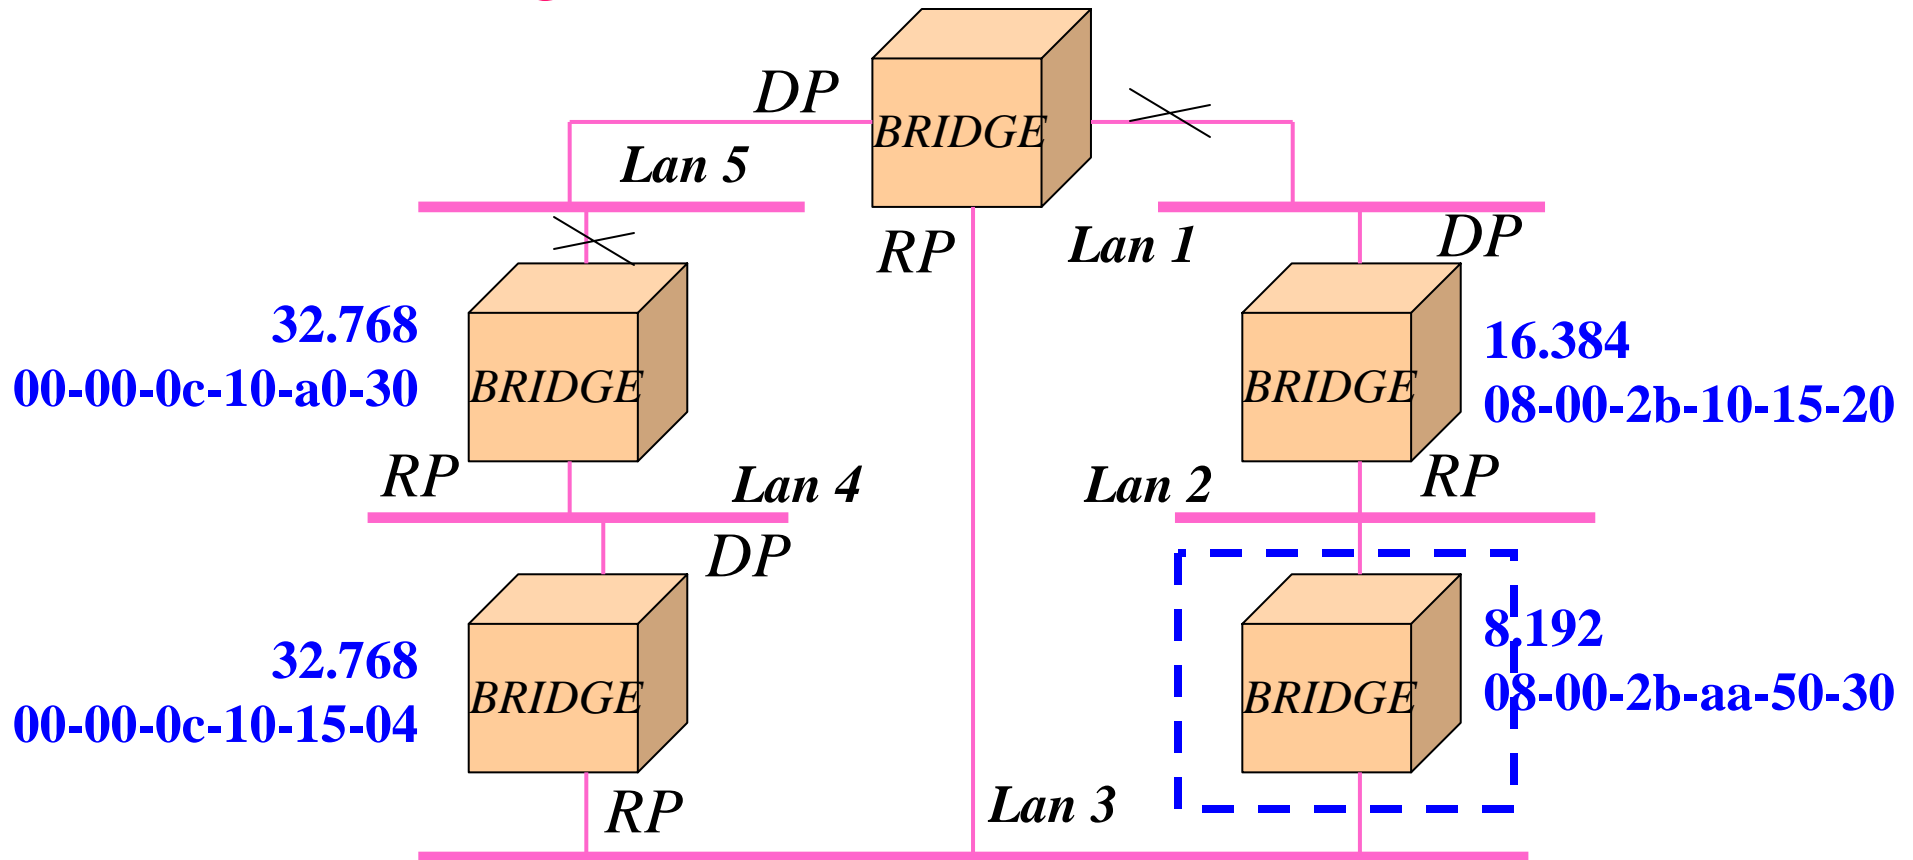 DP
BRIDGE
Lan 5
RP
Lan 1
DP
32.768
00-00-0c-10-a0-30
BRIDGE
BRIDGE
16.384
08-00-2b-10-15-20
RP
Lan 4
Lan 2
RP
DP
32.768
00-00-0c-10-15-04
BRIDGE
BRIDGE
8.192
08-00-2b-aa-50-30
RP
Lan 3